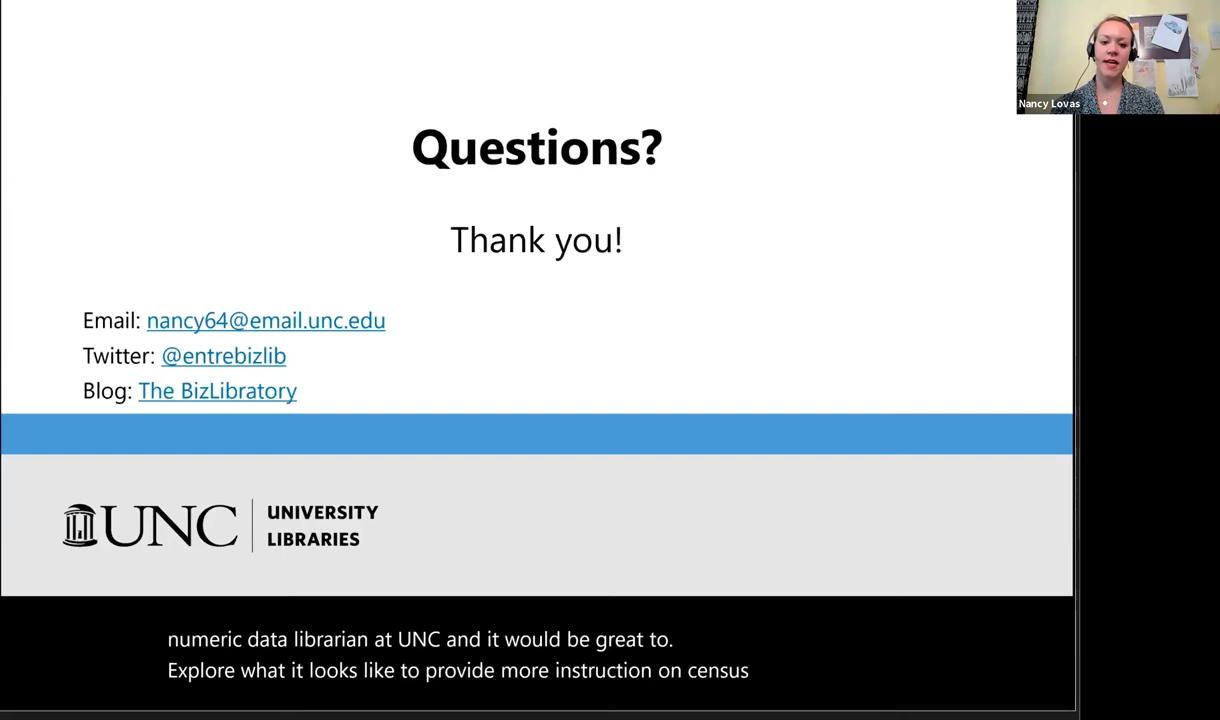 Nancy Lovas
Questions?
Thank you!
Email: nancy64@email.unc.edu
Twitter: @entrebizlib
Blog: The BizLibratory
UNC
UNIVERSITY
LIBRARIES
numeric data librarian at UNC and it would be great to.
Explore what it looks like to provide more instruction on census